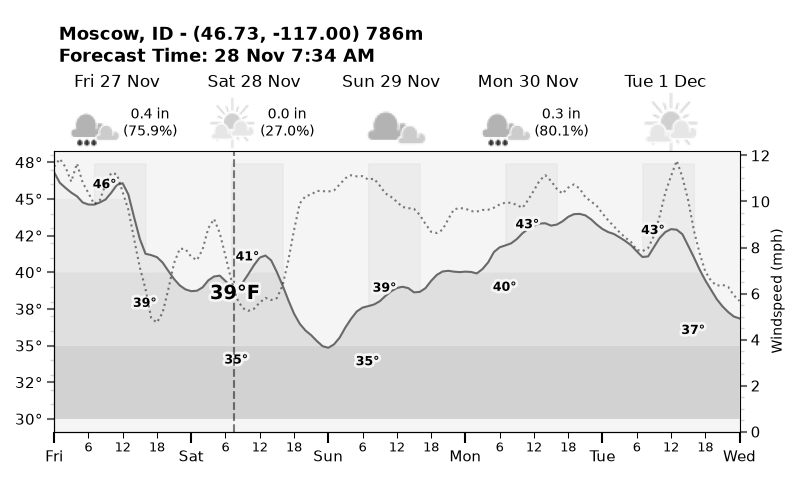 Moscow, ID - (46.73, -117.00) 786m
Forecast Time: 28 Nov 7:34 AM
Fri 27 Nov Sat 28 Nov Sun 29 Nov Mon 30 Nov Tue 1 Dec
0.4 in 0.0 in 0.3 in
(75.9%) (27.0%) (80.1%)
48° 12
46°
45° 10
43° 43°
42°
41° 8
40°
39°F 39° 40° 6
39°
38°
37° 4
35°
35° 35°
32° 2
30° 0
Windspeed (mph)
6 12 18 6 12 18 6 12 18 6 12 18 6 12 18
Fri Sat Sun Mon Tue Wed